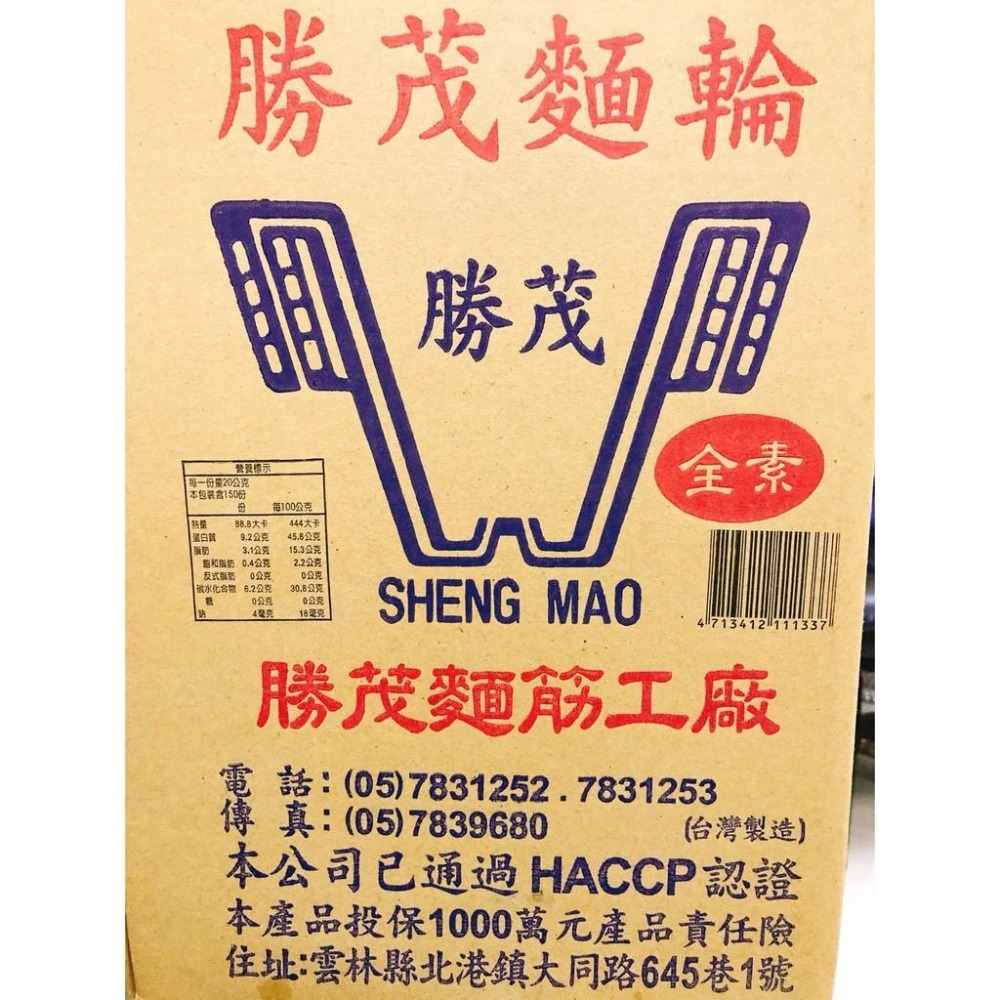 勝茂麵輪
勝茂
全素
營養標示
每一份量20公克
本包裝含150份
份 每100公克
熱量 88.8大卡 444大卡
蛋白質 9.2公克 45.8公克
脂肪 3.1公克 15.3公克
飽和脂肪 0.4公克 2.2公克
反式脂肪 0公克 0公克
碳水化合物 6.2公克 30.8公克
糖 0公克 0公克
鈉 4毫克 18毫克
SHENG MAO
4 713412 111337
勝茂麵筋工廠
電話:(05)7831252.7831253
傳真:(05)7839680 (台灣製造)
本公司已通過HACCP認證
本產品投保1000萬元產品責任險
住址:雲林縣北港鎮大同路645巷1號